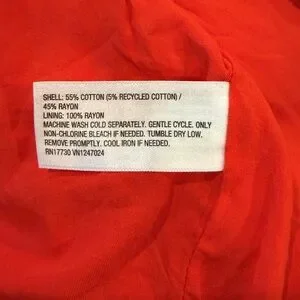 SHELL: 55% COTTON (5% RECYCLED COTTON) /
45% RAYON
LINING: 100% RAYON
MACHINE WASH COLD SEPARATELY. GENTLE CYCLE. ONLY
NON-CHLORINE BLEACH IF NEEDED. TUMBLE DRY LOW.
REMOVE PROMPTLY. COOL IRON IF NEEDED,
RN17730 VN1247024